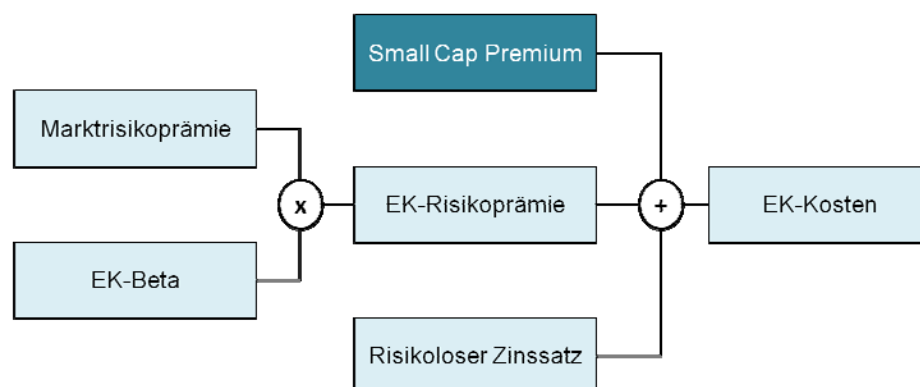 Small Cap Premium
Marktrisikoprämie
x
EK-Risikoprämie
+
EK-Kosten
EK-Beta
Risikoloser Zinssatz